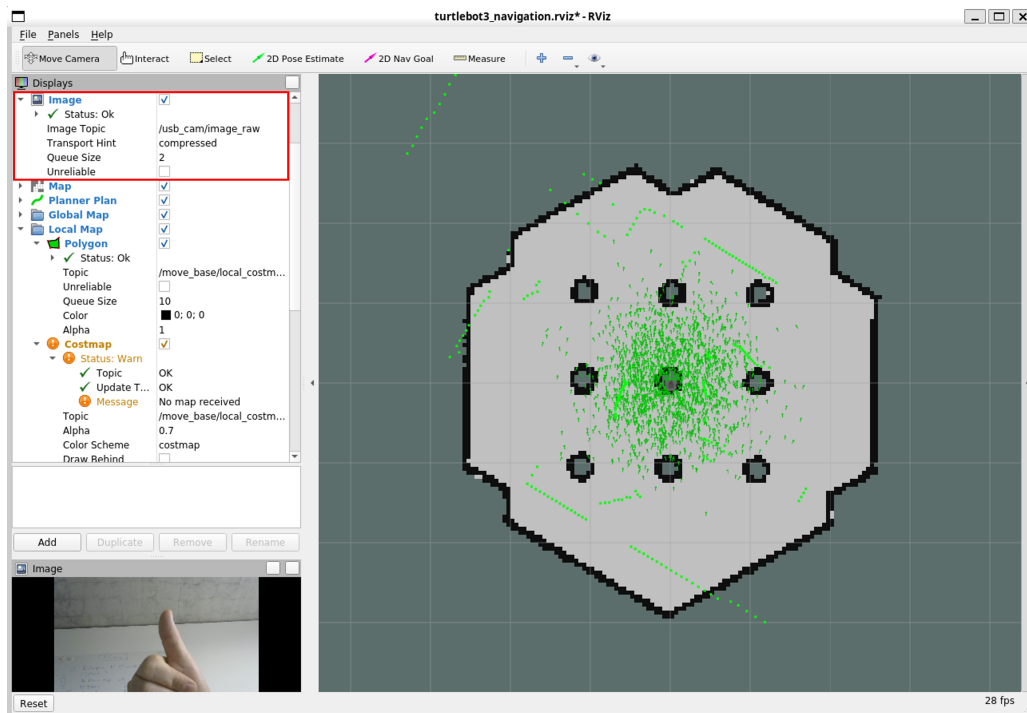 turtlebot3_navigation.rviz* - RViz
File Panels Help
Move Camera Interact Select 2D Pose Estimate 2D Nav Goal Measure
Displays
Image
Status: Ok
Image Topic /usb_cam/image_raw
Transport Hint compressed
Queue Size 2
Unreliable
Map
Planner Plan
Global Map
Local Map
Polygon
Status: Ok
Topic /move_base/local_costm...
Unreliable
Queue Size 10
Color 0; 0; 0
Alpha 1
Costmap
Status: Warn
Topic OK
Update T... OK
Message No map received
Topic /move_base/local_costm...
Alpha 0.7
Color Scheme costmap
Draw Behind
Add Duplicate Remove Rename
Image
Reset 28 fps